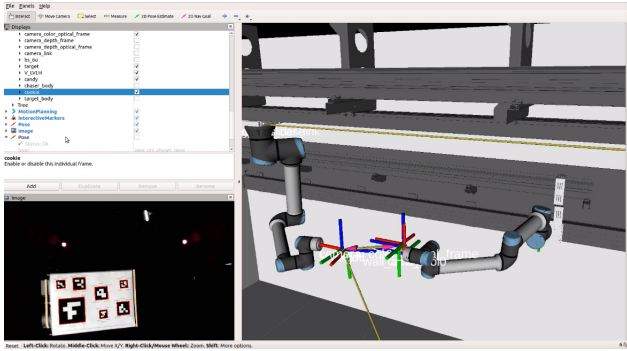 File Panels Help
Interact Move Camera Select Measure 2D Pose Estimate 2D Nav Goal
Displays
camera_color_optical_frame
camera_depth_frame
camera_depth_optical_frame
camera_link
target
V_LVLH
candy
chaser_body
cookie
target_body
Tree
MotionPlanning
InteractiveMarkers
Pose
Image
Pose
Status: Ok
cookie
Enable or disable this individual frame.
Add Duplicate Remove Rename
Image
Reset Left-Click: Rotate. Middle-Click: Move X/Y. Right-Click/Mouse Wheel: Zoom. Shift: More options.